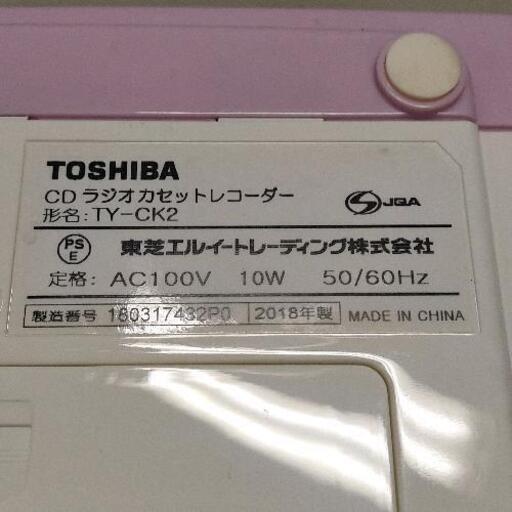 TOSHIBA
CD ラジオカセットレコーダー
形名:TY-CK2
S JQA
PS
E
東芝エルイートレーディング株式会社
定格: AC100V 10W 50/60Hz
製造番号 180317432P0 2018年製 MADE IN CHINA